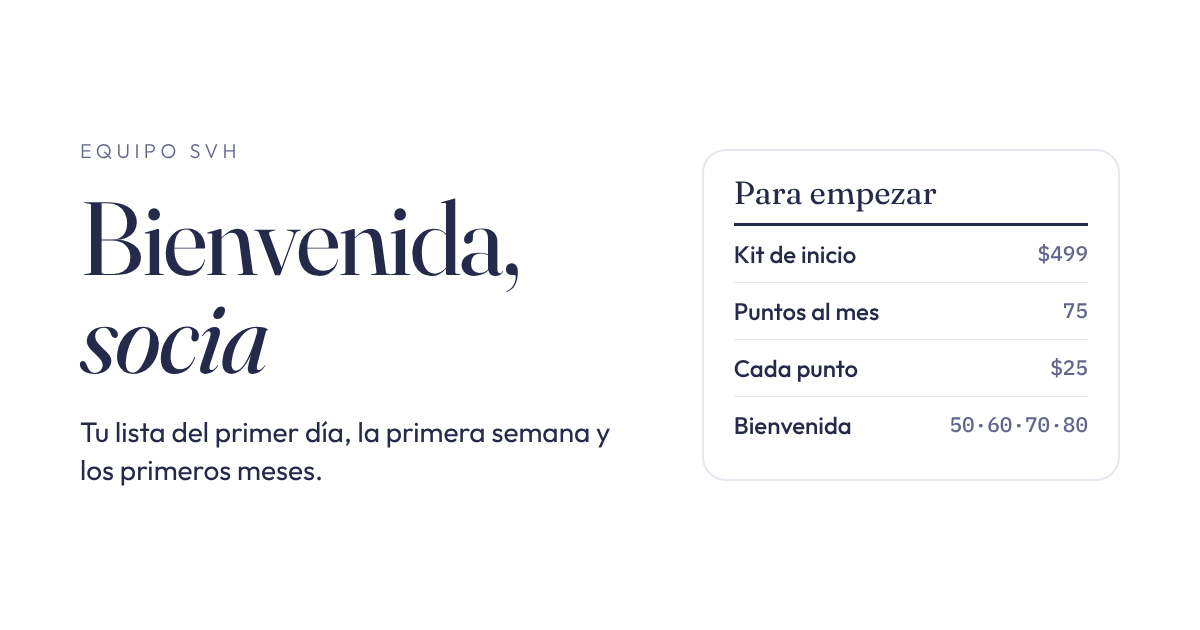 EQUIPO SVH
Bienvenida,
socia
Tu lista del primer día, la primera semana y
los primeros meses.
Para empezar
Kit de inicio $499
Puntos al mes 75
Cada punto $25
Bienvenida 50·60·70·80